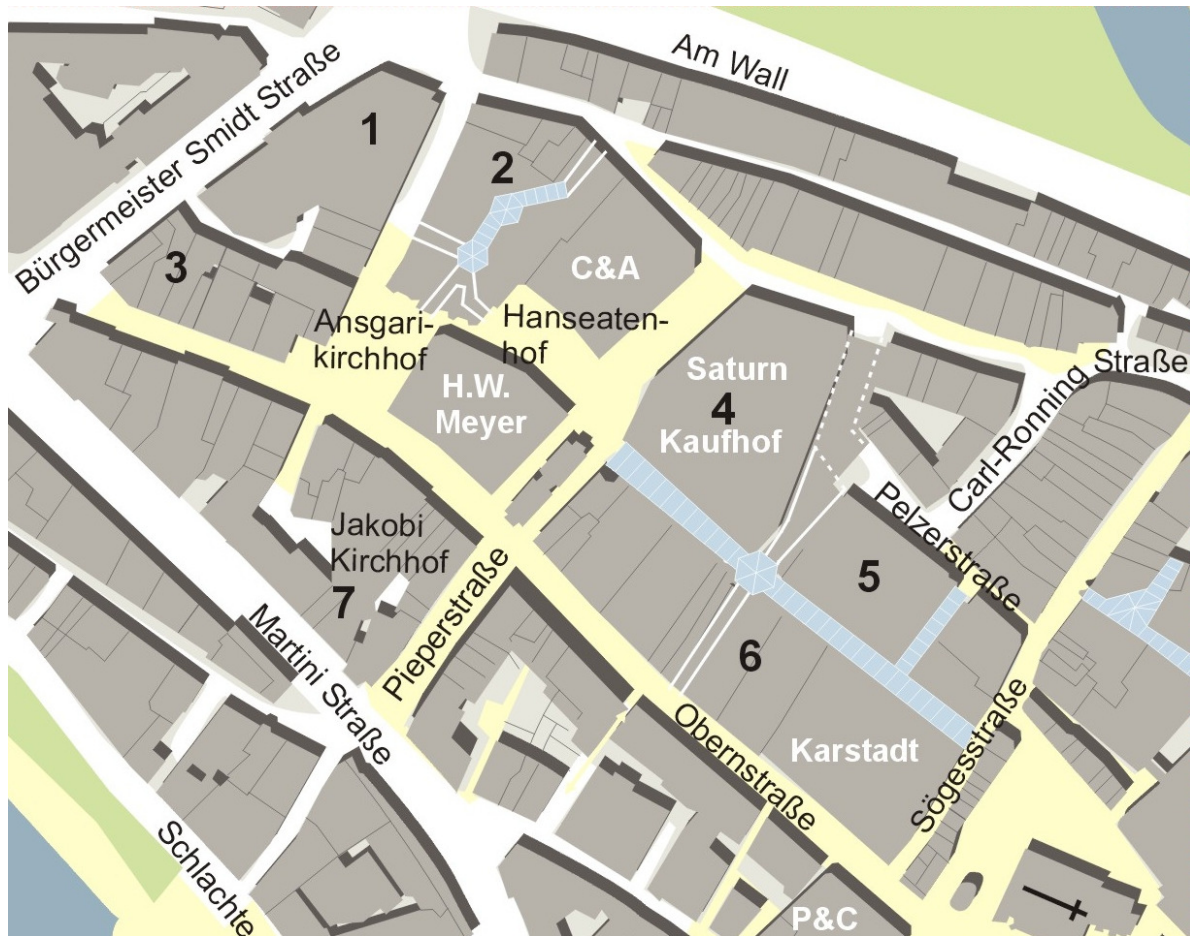 Am Wall
Bürgermeister Smidt Straße
1
2
3
C&A
Ansgari-
kirchhof
Hanseaten-
hof
H.W.
Meyer
Saturn
4
Kaufhof
Carl-Ronning Straße
Pelzerstraße
Jakobi
Kirchhof
7
5
6
Pieperstraße
Martini Straße
Obernstraße
Karstadt
Sögesstraße
Schlachte
P&C